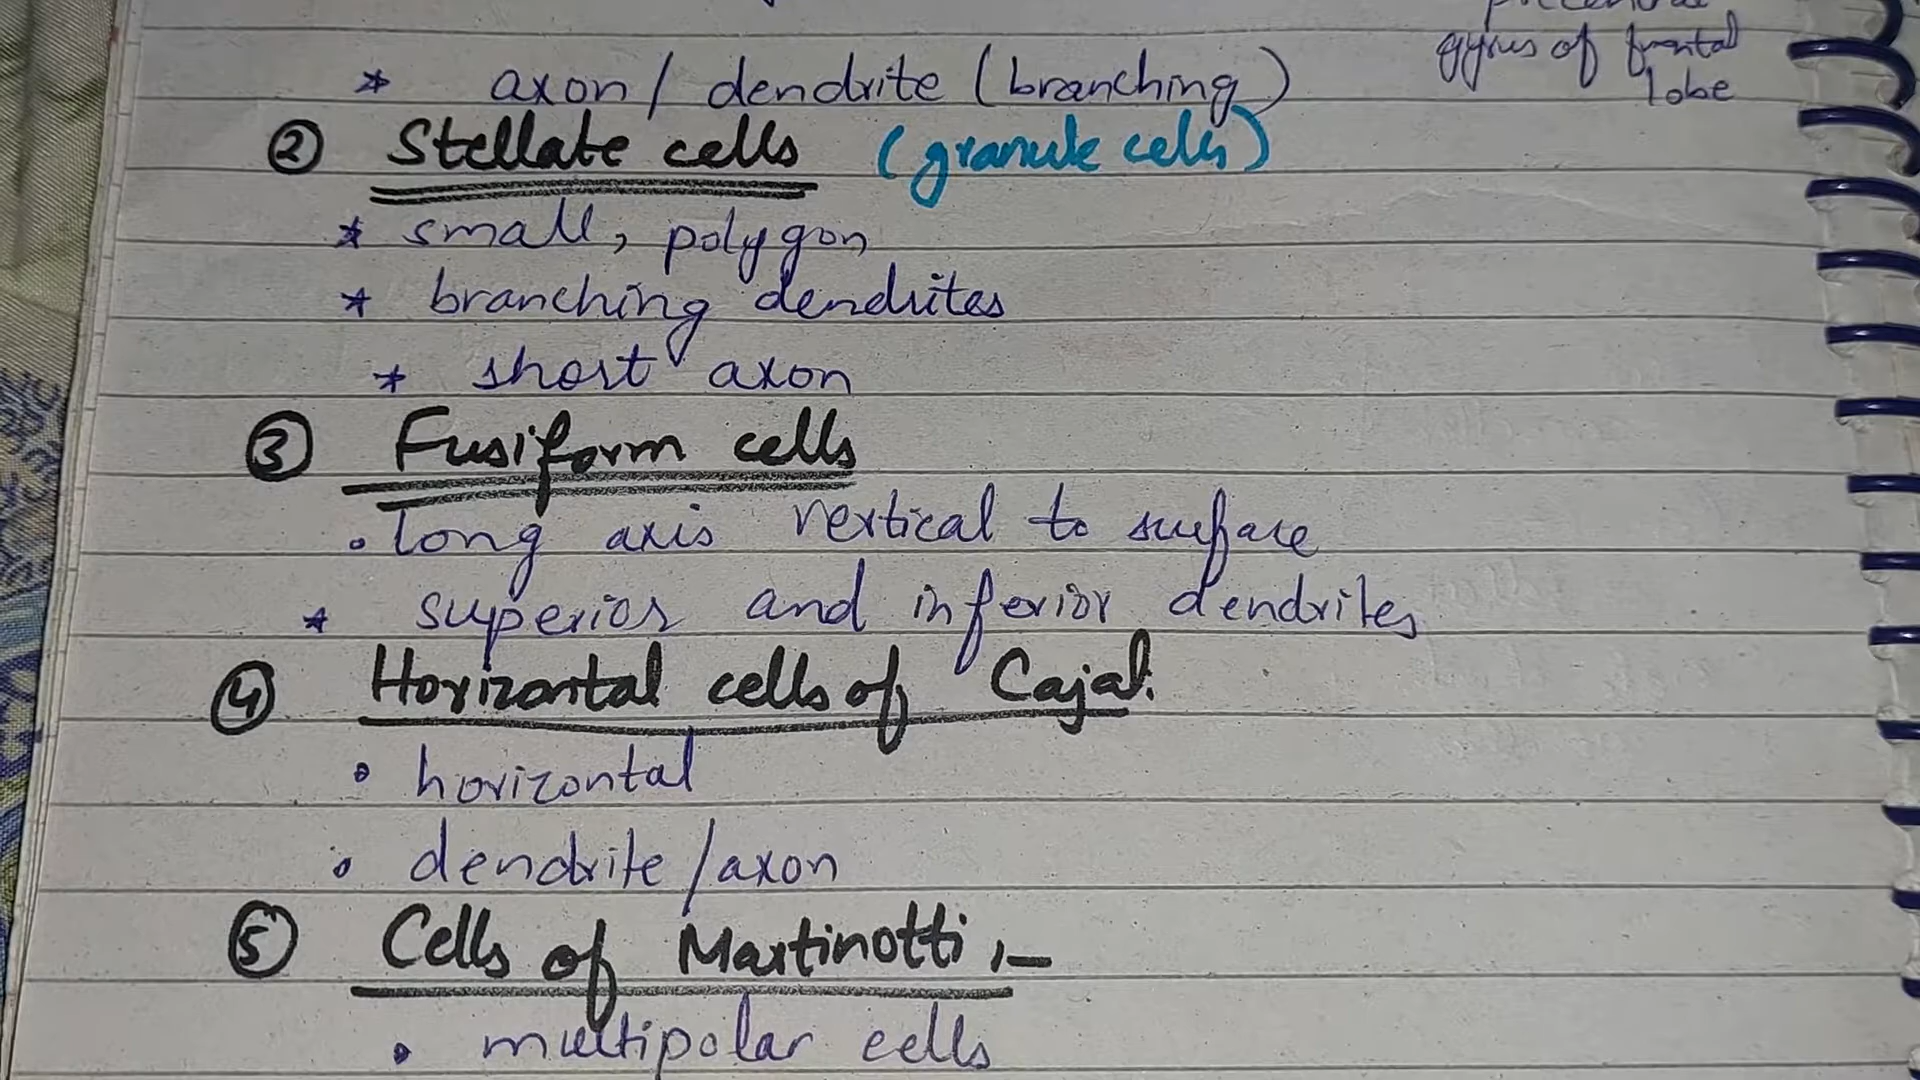 gyrus of frontal
lobe
* axon / dendrite (branching)
② Stellate cells (granule cells)
* small, polygon
* branching dendrites
* short axon
③ Fusiform cells
• long axis vertical to surface
* superior and inferior dendrites
④ Horizontal cells of Cajal:
• horizontal
• dendrite / axon
⑤ Cells of Martinotti :-
• multipolar cells